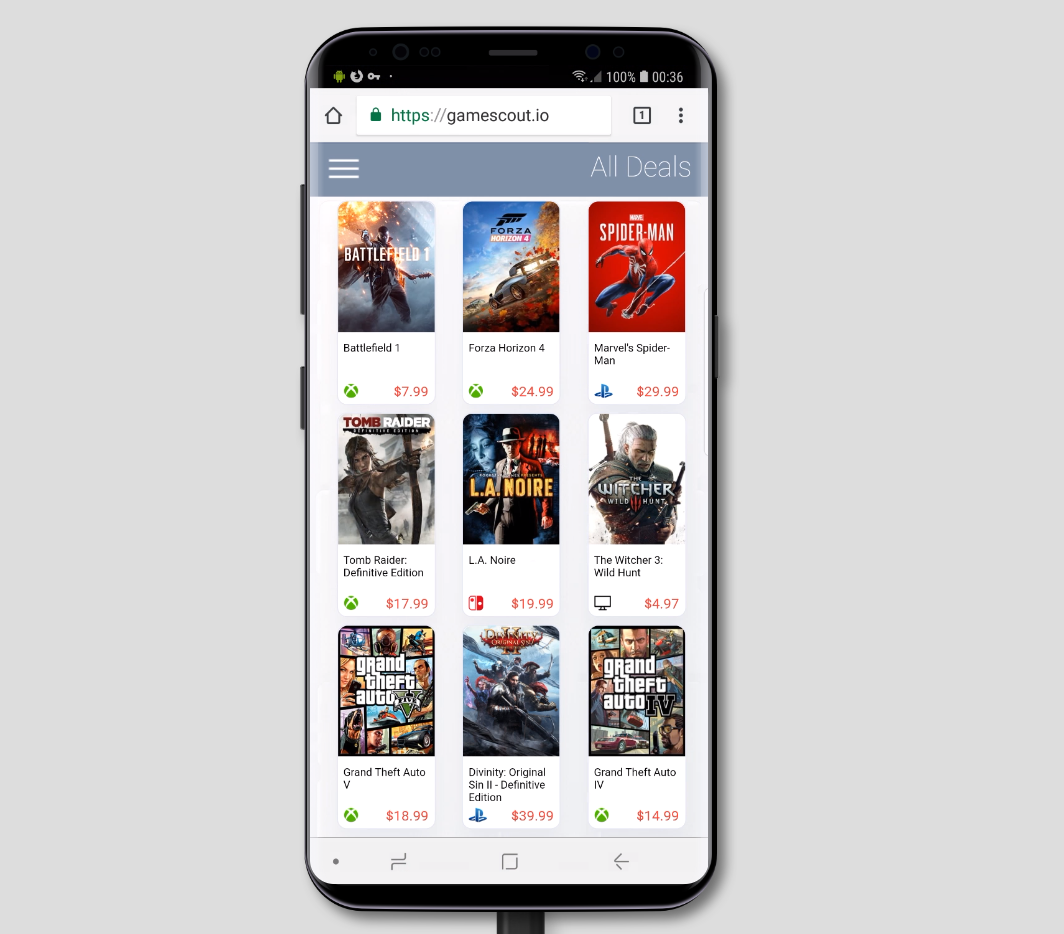 100% 00:36
https://gamescout.io
1
All Deals
BATTLEFIELD 1
FORZA
HORIZON 4
MARVEL
SPIDER-MAN
Battlefield 1
Forza Horizon 4
Marvel's Spider-
Man
$7.99
$24.99
$29.99
TOMB RAIDER
DEFINITIVE EDITION
L.A. NOIRE
THE
WITCHER
WILD HUNT
Tomb Raider:
Definitive Edition
L.A. Noire
The Witcher 3:
Wild Hunt
$17.99
$19.99
$4.97
grand
theft
auto V
DIVINITY
ORIGINAL SIN
II
grand
theft
auto IV
Grand Theft Auto
V
Divinity: Original
Sin II - Definitive
Edition
Grand Theft Auto
IV
$18.99
$39.99
$14.99